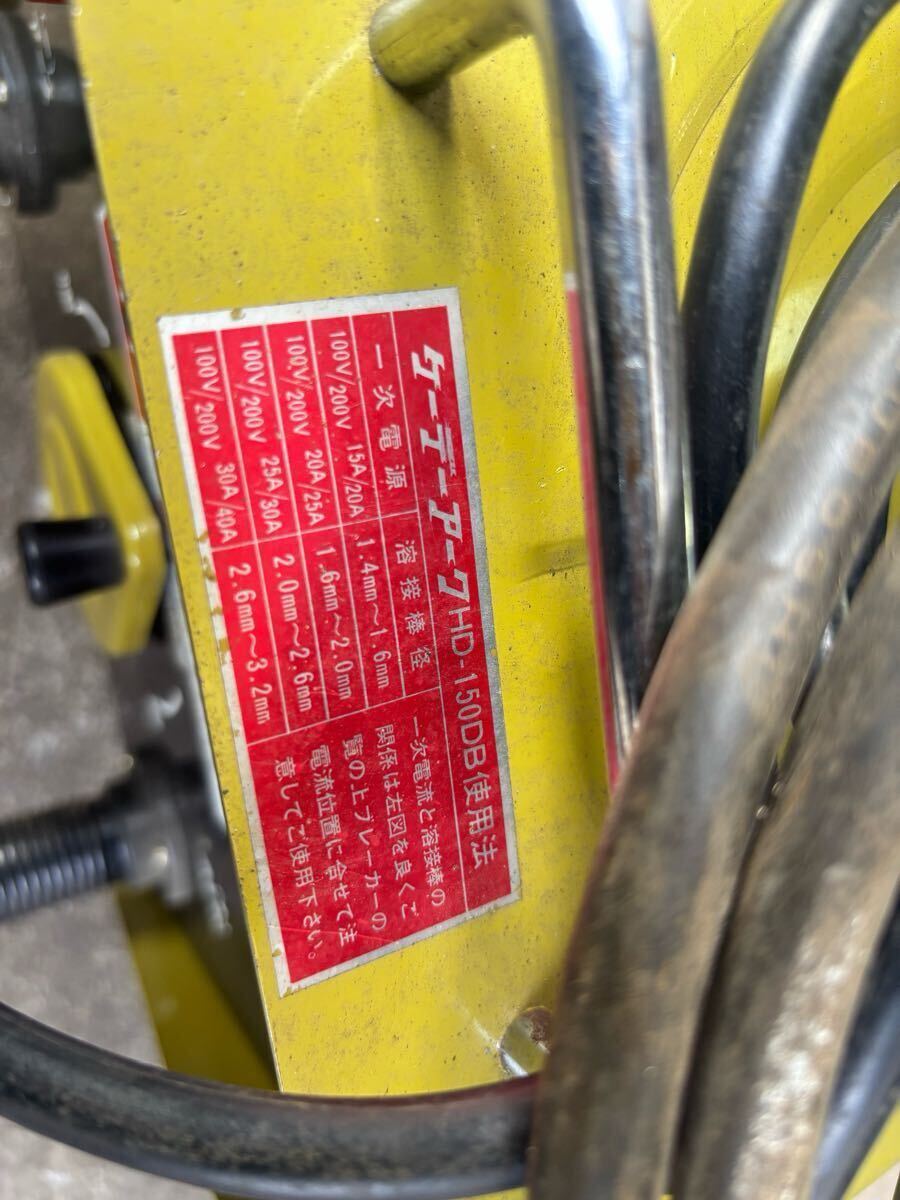 ケーデーアークHD-150DB使用法
一次電源 溶接棒径
100V/200V 15A/20A 1.4mm〜1.6mm
100V/200V 20A/25A 1.6mm〜2.0mm
100V/200V 25A/30A 2.0mm〜2.6mm
100V/200V 30A/40A 2.6mm〜3.2mm
一次電流と溶接棒の
関係は左図を良くご
覧の上ブレーカーの
電流位置に合せて注
意してご使用下さい。